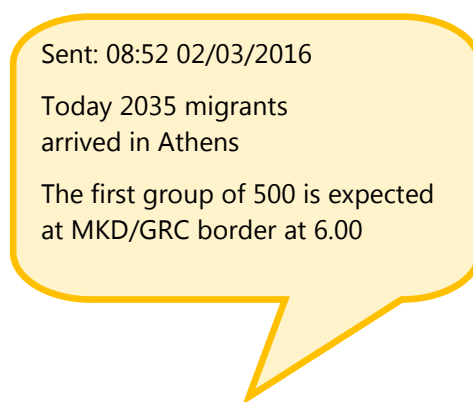 Sent: 08:52 02/03/2016
Today 2035 migrants
arrived in Athens
The first group of 500 is expected
at MKD/GRC border at 6.00